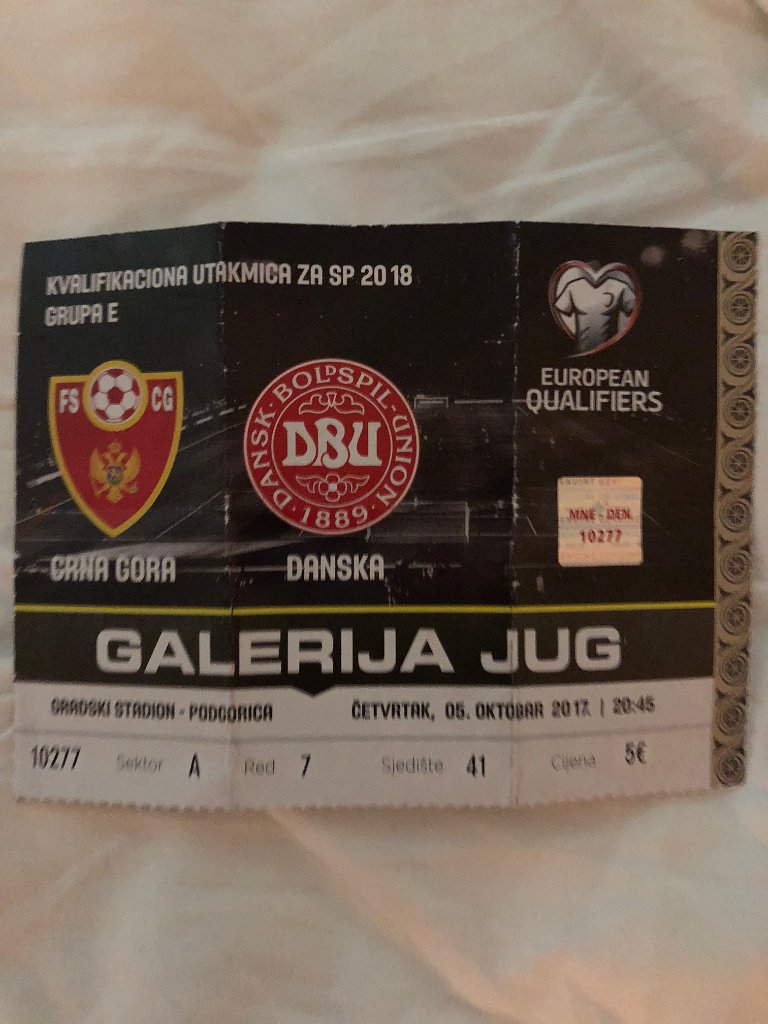 KVALIFIKACIONA UTAKMICA ZA SP 2018
GRUPA E
FS CG
DANSK · BOLDSPIL · UNION
DBU
· 1889 ·
EUROPEAN
QUALIFIERS
MNE - DEN
10277
CRNA GORA
DANSKA
GALERIJA JUG
GRADSKI STADION - PODGORICA
ČETVRTAK, 05. OKTOBAR 2017. | 20:45
10277 Sektor A Red 7 Sjedište 41 Cijena 5€